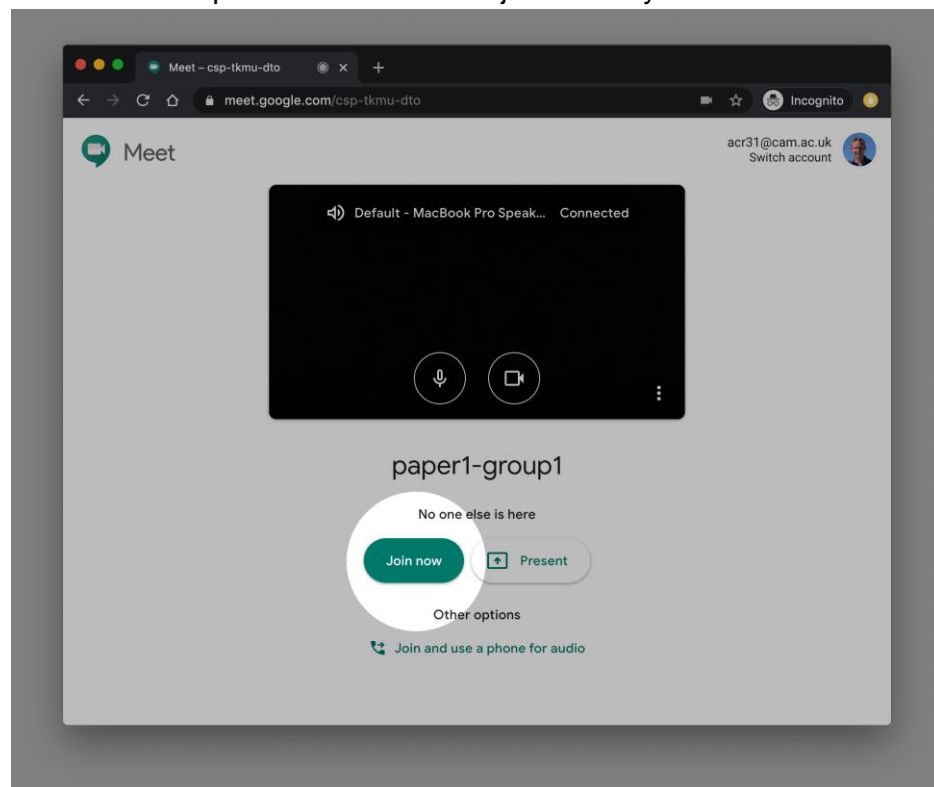 Meet – csp-tkmu-dto
meet.google.com/csp-tkmu-dto
Incognito
Meet
acr31@cam.ac.uk
Switch account
Default - MacBook Pro Speak... Connected
paper1-group1
No one else is here
Join now
Present
Other options
Join and use a phone for audio